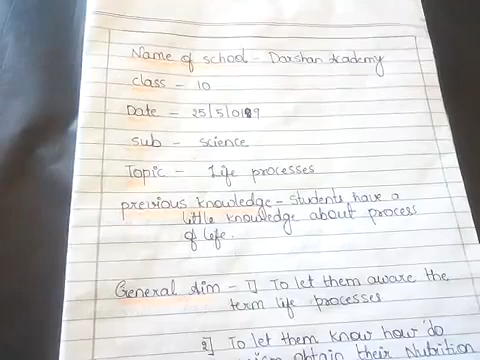 Name of school - Darshan Academy
class - 10
Date - 25/5/019
sub - science
Topic - Life processes
previous knowledge - students have a
little knowledge about process
of life.
General Aim - 1] To let them aware the
term life processes
2] To let them know how do
obtain their Nutrition